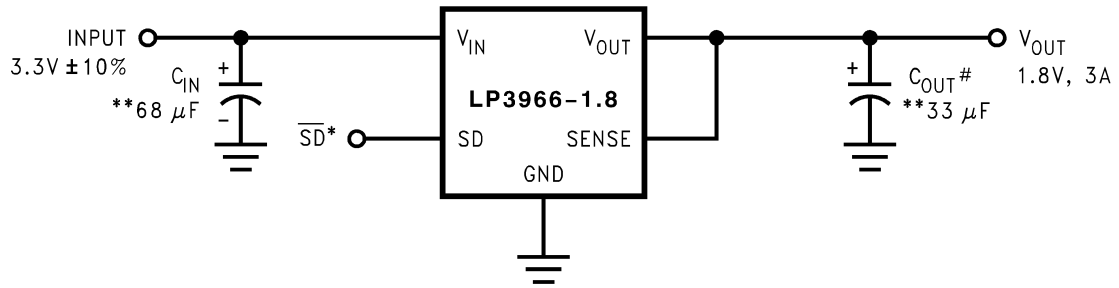 INPUT
3.3V ±10%
+
C_IN
**68 μF
−
S̅D̅*
V_IN
V_OUT
LP3966-1.8
SD
SENSE
GND
+
C_OUT#
**33 μF
V_OUT
1.8V, 3A